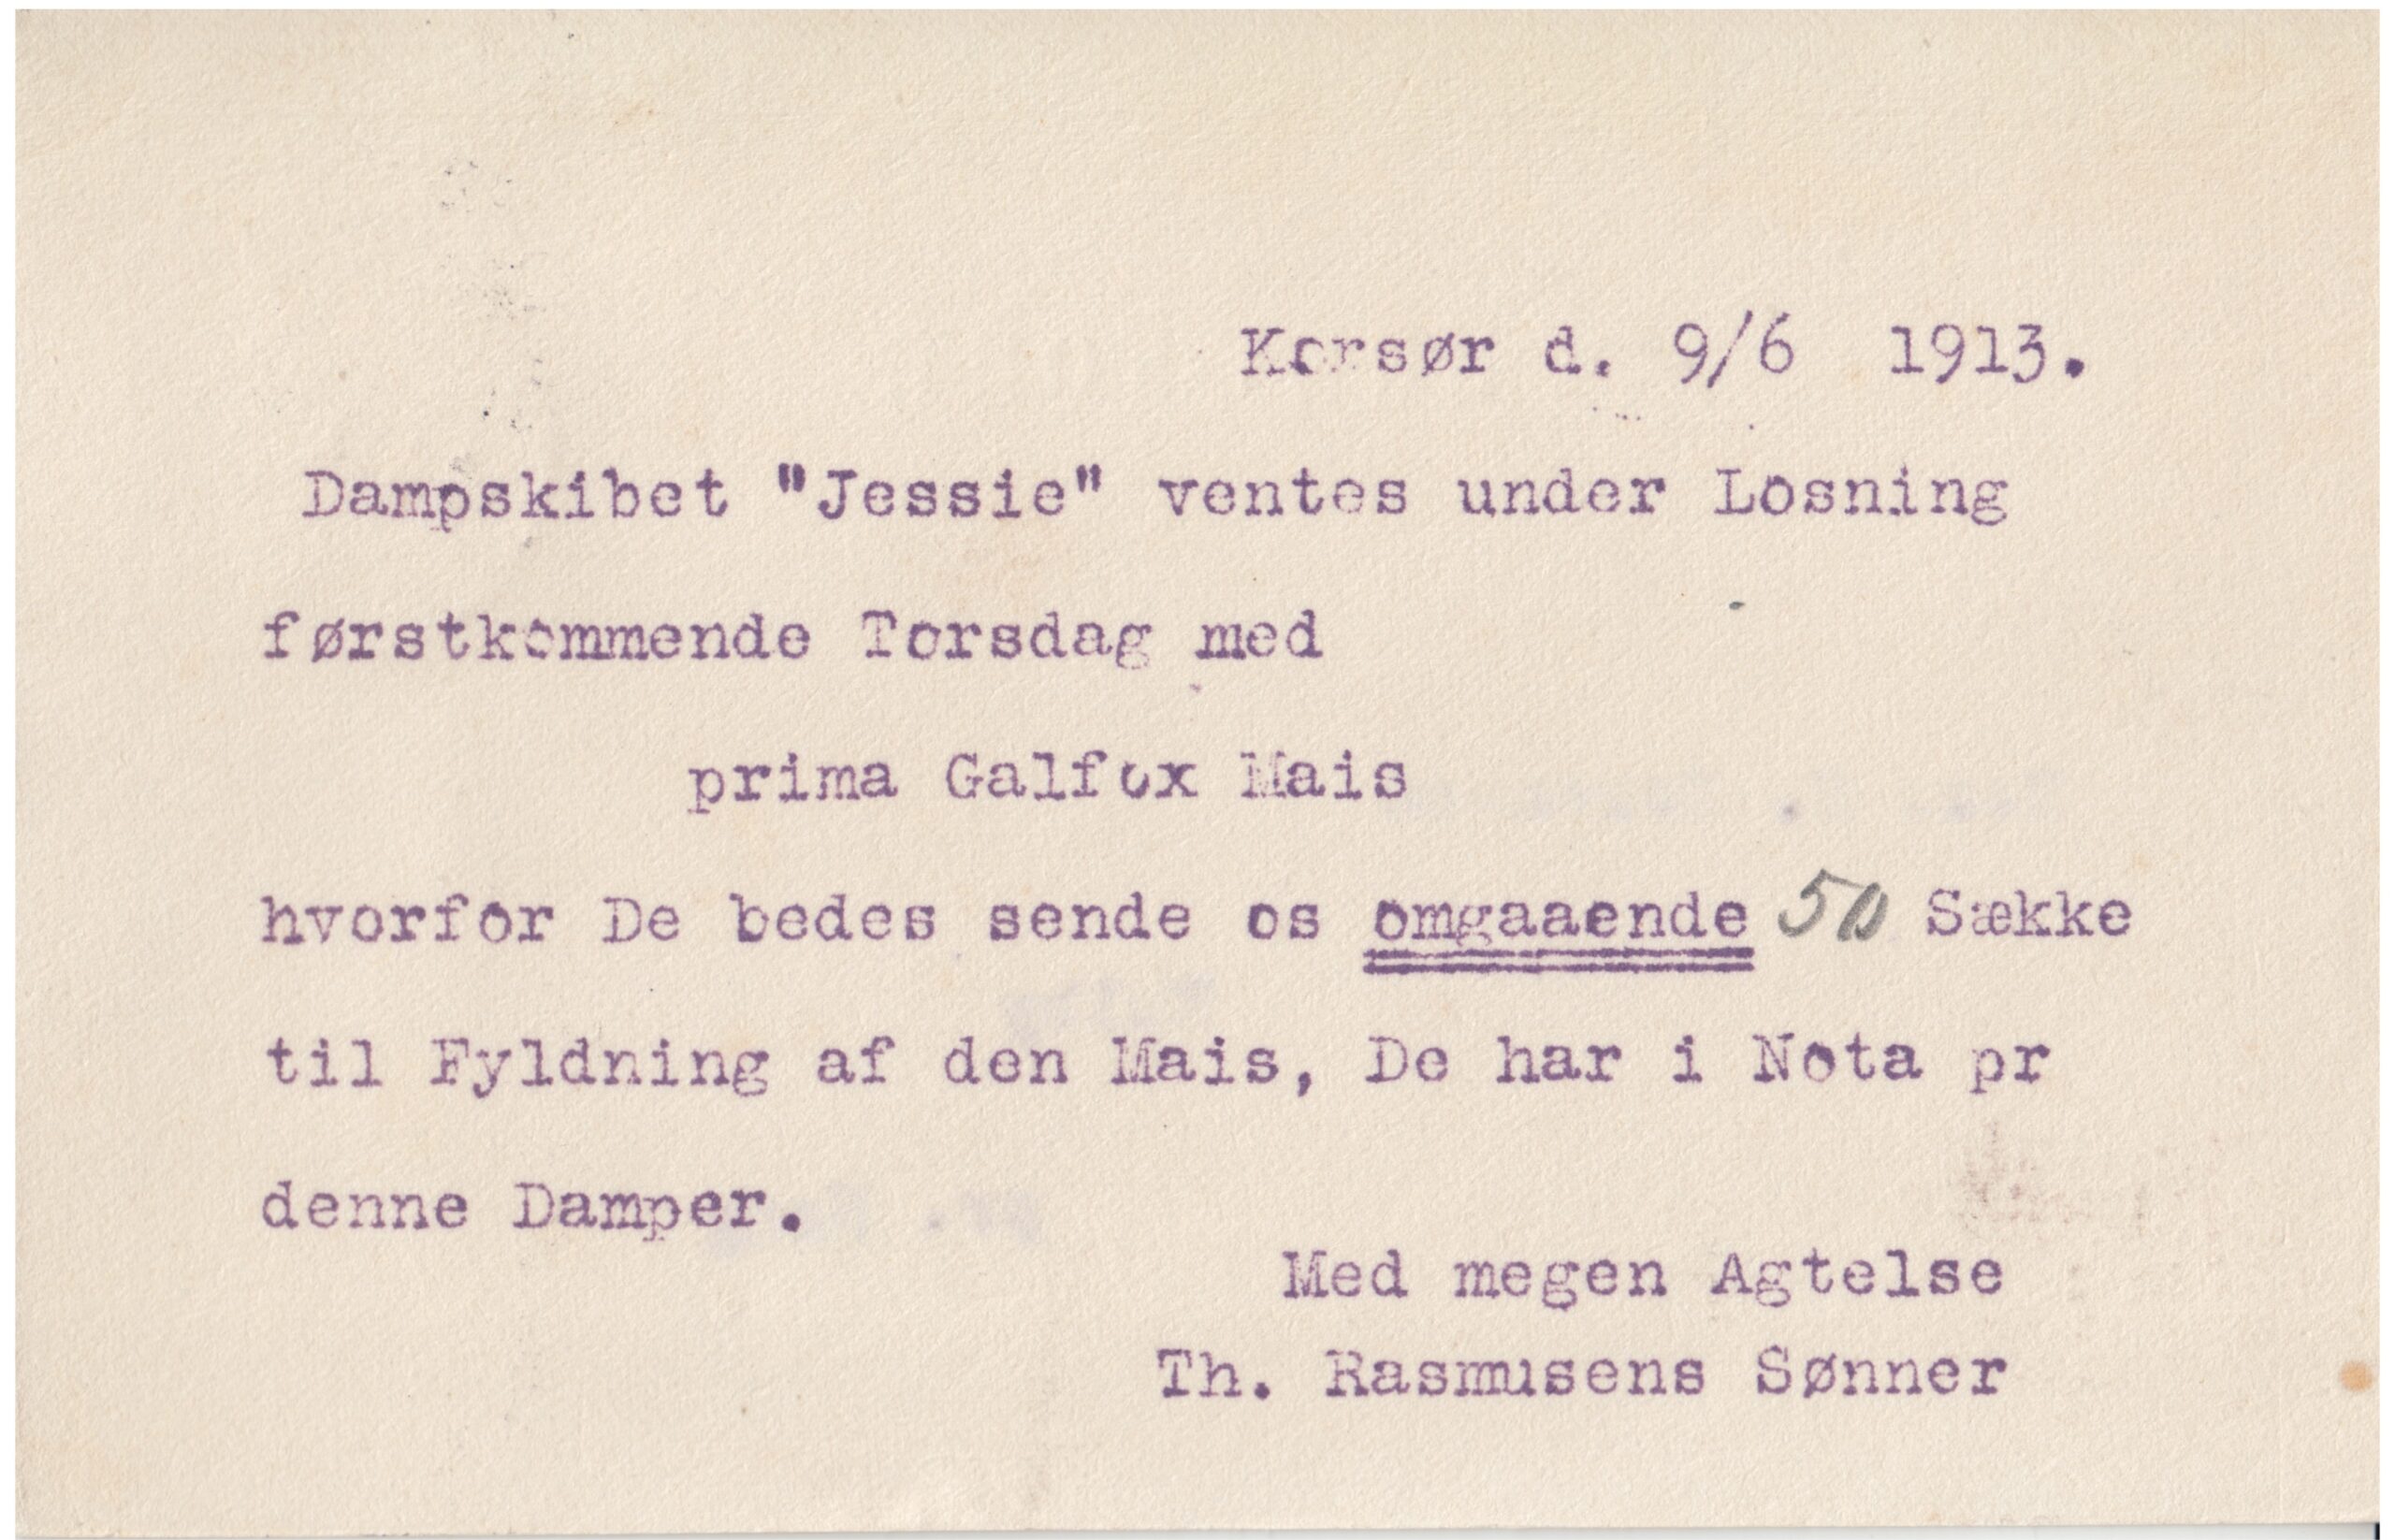 Korsør d. 9/6 1913.
Dampskibet "Jessie" ventes under Losning
førstkommende Torsdag med
prima Galfox Mais
hvorfor De bedes sende os omgaaende 50 Sække
til Fyldning af den Mais, De har i Nota pr
denne Damper.
Med megen Agtelse
Th. Rasmusens Sønner